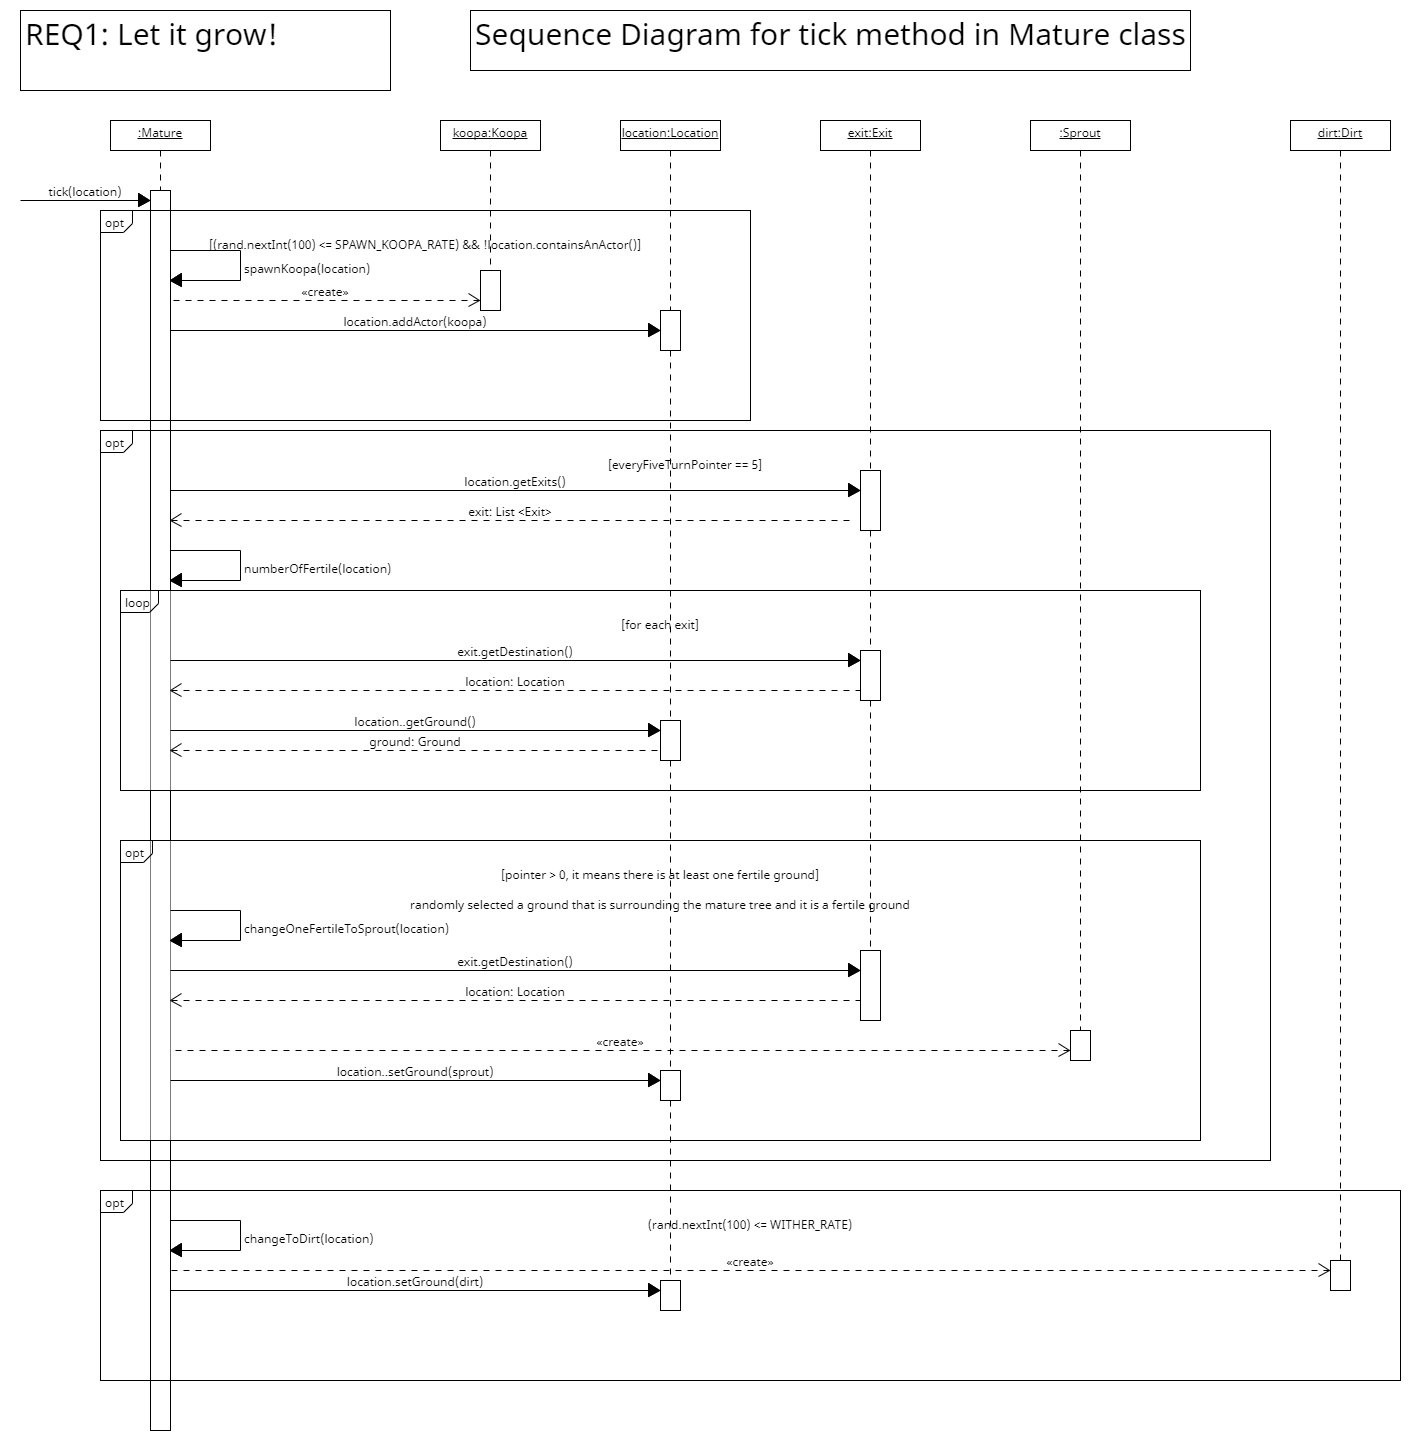 REQ1: Let it grow!
Sequence Diagram for tick method in Mature class
:Mature
koopa:Koopa
location:Location
exit:Exit
:Sprout
dirt:Dirt
tick(location)
opt
[(rand.nextInt(100) <= SPAWN_KOOPA_RATE) && !location.containsAnActor()]
spawnKoopa(location)
«create»
location.addActor(koopa)
opt
[everyFiveTurnPointer == 5]
location.getExits()
exit: List <Exit>
numberOfFertile(location)
loop
[for each exit]
exit.getDestination()
location: Location
location..getGround()
ground: Ground
opt
[pointer > 0, it means there is at least one fertile ground]
randomly selected a ground that is surrounding the mature tree and it is a fertile ground
changeOneFertileToSprout(location)
exit.getDestination()
location: Location
«create»
location..setGround(sprout)
opt
(rand.nextInt(100) <= WITHER_RATE)
changeToDirt(location)
«create»
location.setGround(dirt)